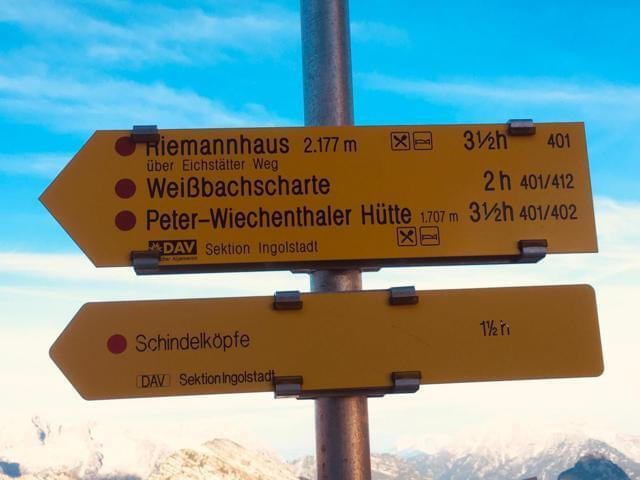 Riemannhaus 2.177 m 3½h 401
über Eichstätter Weg
Weißbachscharte 2 h 401/412
Peter-Wiechenthaler Hütte 1.707 m 3½h 401/402
DAV Sektion Ingolstadt
Schindelköpfe 1½ h
DAV Sektion Ingolstadt